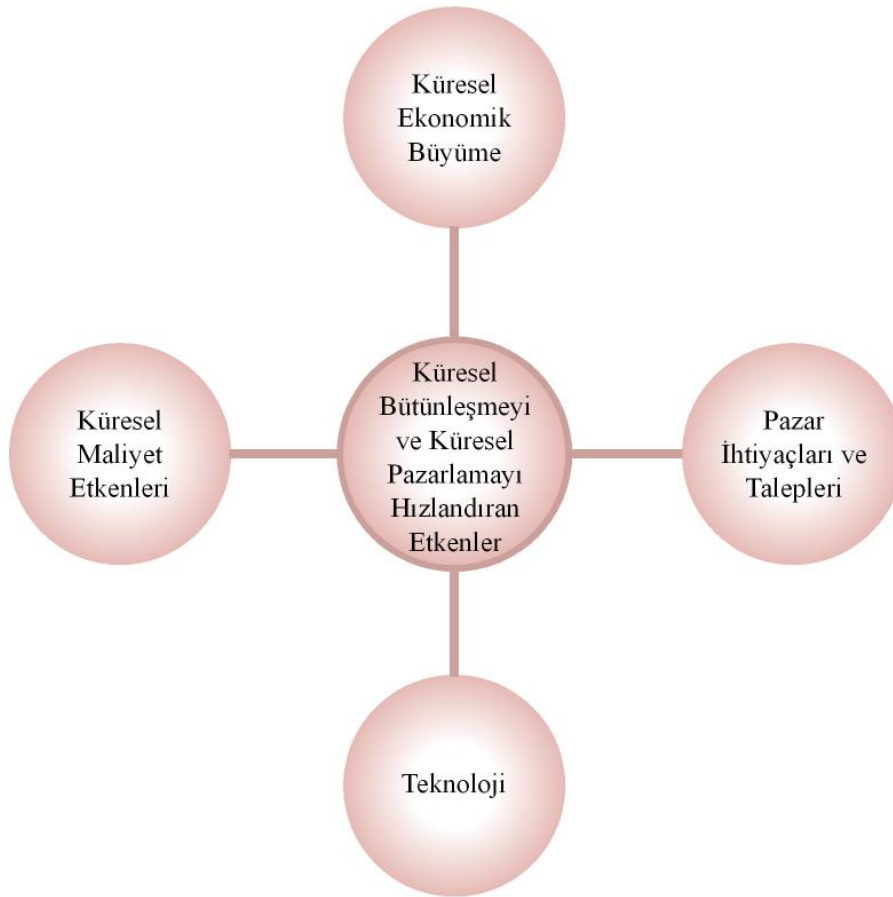 Küresel
Ekonomik
Büyüme
Küresel
Maliyet
Etkenleri
Küresel
Bütünleşmeyi
ve Küresel
Pazarlamayı
Hızlandıran
Etkenler
Pazar
İhtiyaçları ve
Talepleri
Teknoloji